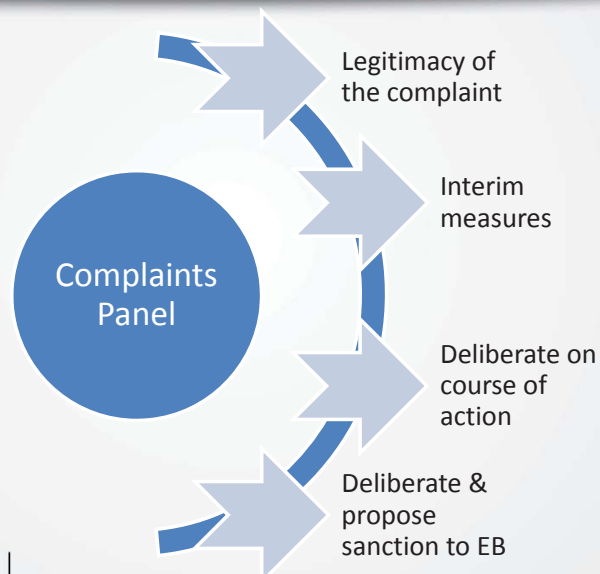 Legitimacy of
the complaint
Interim
measures
Complaints
Panel
Deliberate on
course of
action
Deliberate &
propose
sanction to EB